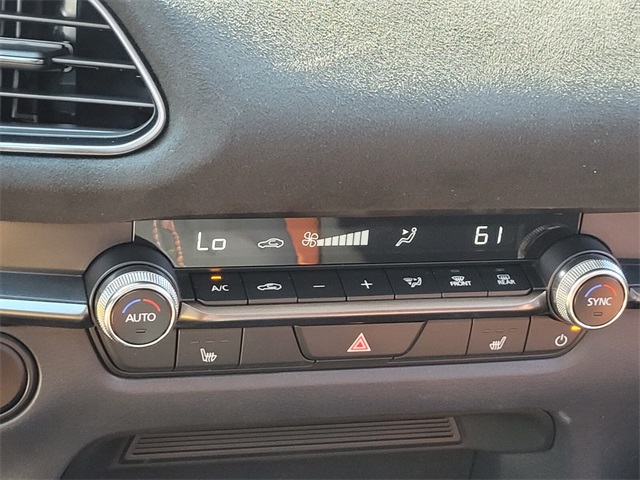 Lo 61
A/C - + FRONT REAR
AUTO SYNC